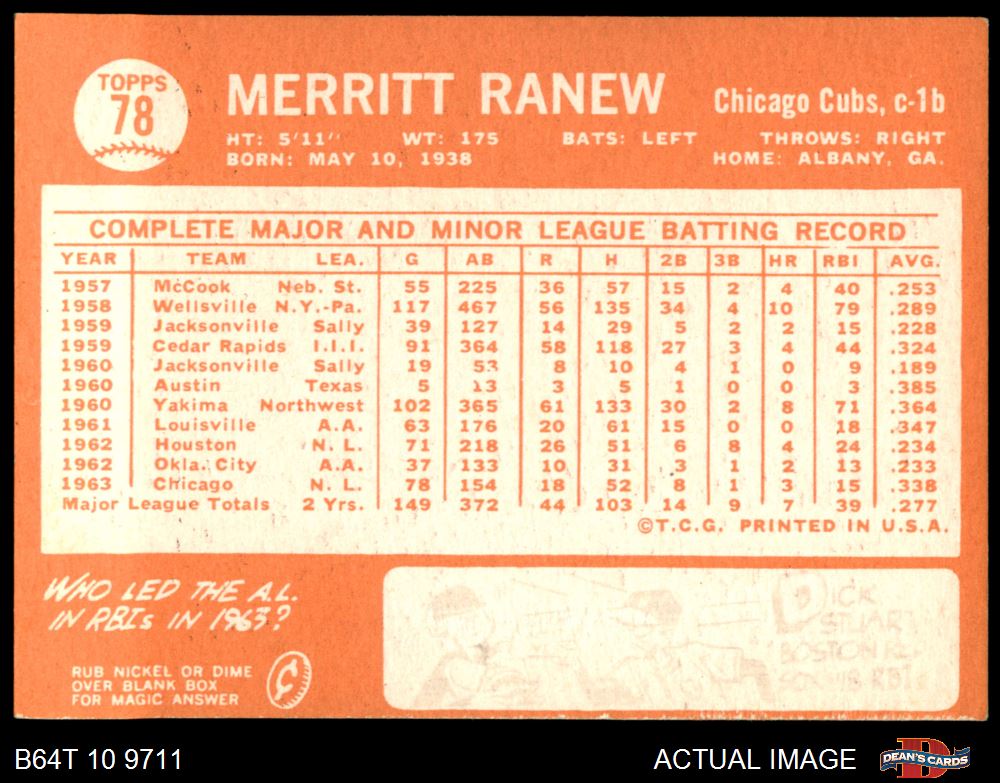 TOPPS
78
MERRITT RANEW Chicago Cubs, c-1b
HT: 5'11" WT: 175 BATS: LEFT THROWS: RIGHT
BORN: MAY 10, 1938 HOME: ALBANY, GA.
COMPLETE MAJOR AND MINOR LEAGUE BATTING RECORD
YEAR TEAM LEA. G AB R H 2B 3B HR RBI AVG.
1957 McCook Neb. St. 55 225 36 57 15 2 4 40 .253
1958 Wellsville N.Y.-Pa. 117 467 56 135 34 4 10 79 .289
1959 Jacksonville Sally 39 127 14 29 5 2 2 15 .228
1959 Cedar Rapids I.I.I. 91 364 58 118 27 3 4 44 .324
1960 Jacksonville Sally 19 53 8 10 4 1 0 9 .189
1960 Austin Texas 5 13 3 5 1 0 0 3 .385
1960 Yakima Northwest 102 365 61 133 30 2 8 71 .364
1961 Louisville A.A. 63 176 20 61 15 0 0 18 .347
1962 Houston N. L. 71 218 26 51 6 8 4 24 .234
1962 Okla. City A.A. 37 133 10 31 3 1 2 13 .233
1963 Chicago N. L. 78 154 18 52 8 1 3 15 .338
Major League Totals 2 Yrs. 149 372 44 103 14 9 7 39 .277
©T.C.G. PRINTED IN U.S.A.
WHO LED THE A.L.
IN RBIs IN 1963?
RUB NICKEL OR DIME
OVER BLANK BOX
FOR MAGIC ANSWER
DICK
STUART
BOSTON
RBI
B64T 10 9711 ACTUAL IMAGE DEAN'S CARDS